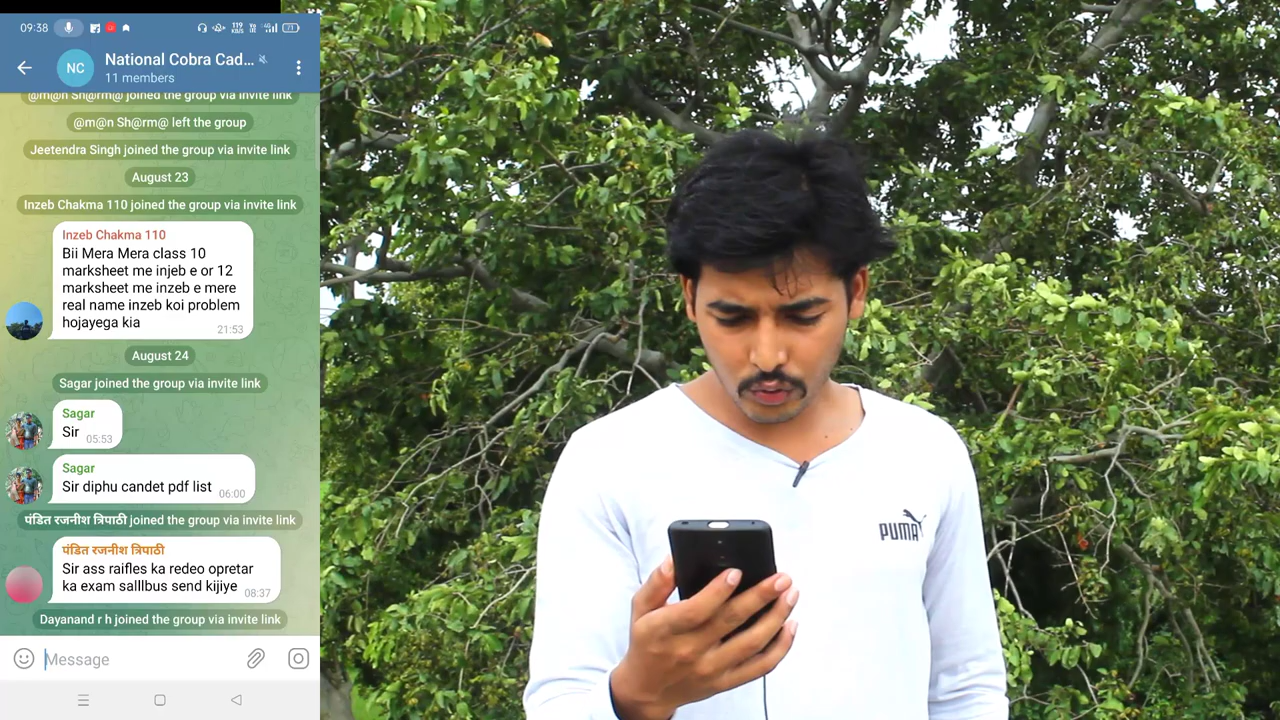 09:38
119
KB/S
4G
71
NC
National Cobra Cad...
11 members
@m@n Sh@rm@ joined the group via invite link
@m@n Sh@rm@ left the group
Jeetendra Singh joined the group via invite link
August 23
Inzeb Chakma 110 joined the group via invite link
Inzeb Chakma 110
Bii Mera Mera class 10
marksheet me injeb e or 12
marksheet me inzeb e mere
real name inzeb koi problem
hojayega kia
21:53
August 24
Sagar joined the group via invite link
Sagar
Sir 05:53
Sagar
Sir diphu candet pdf list 06:00
पंडित रजनीश त्रिपाठी joined the group via invite link
पंडित रजनीश त्रिपाठी
Sir ass raifles ka redeo opretar
ka exam salllbus send kijiye 08:37
Dayanand r h joined the group via invite link
Message
PUMA